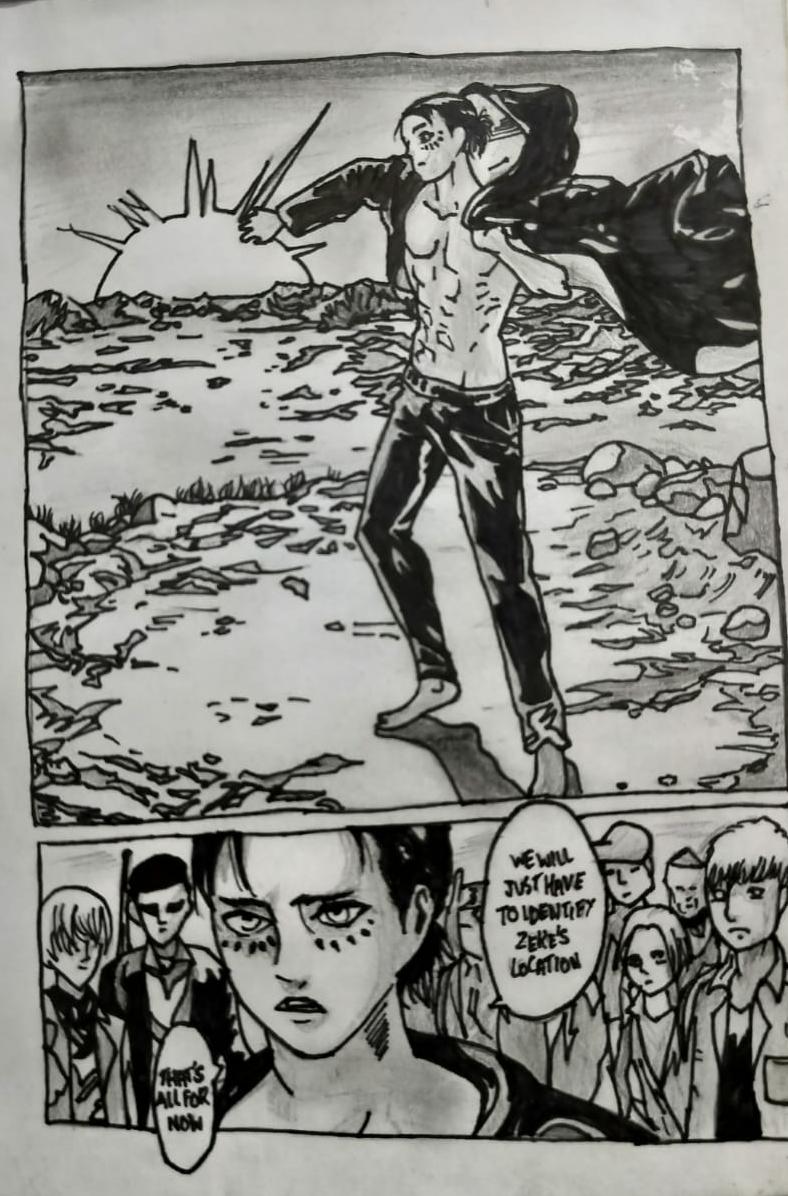 WE WILL
JUST HAVE
TO IDENTIFY
ZEKE'S
LOCATION
THAT'S
ALL FOR
NOW